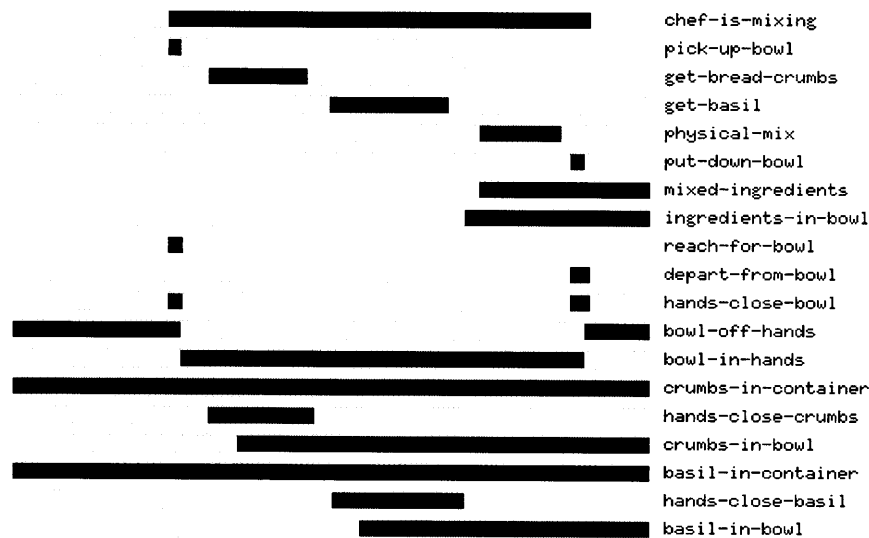 chef-is-mixing
pick-up-bowl
get-bread-crumbs
get-basil
physical-mix
put-down-bowl
mixed-ingredients
ingredients-in-bowl
reach-for-bowl
depart-from-bowl
hands-close-bowl
bowl-off-hands
bowl-in-hands
crumbs-in-container
hands-close-crumbs
crumbs-in-bowl
basil-in-container
hands-close-basil
basil-in-bowl